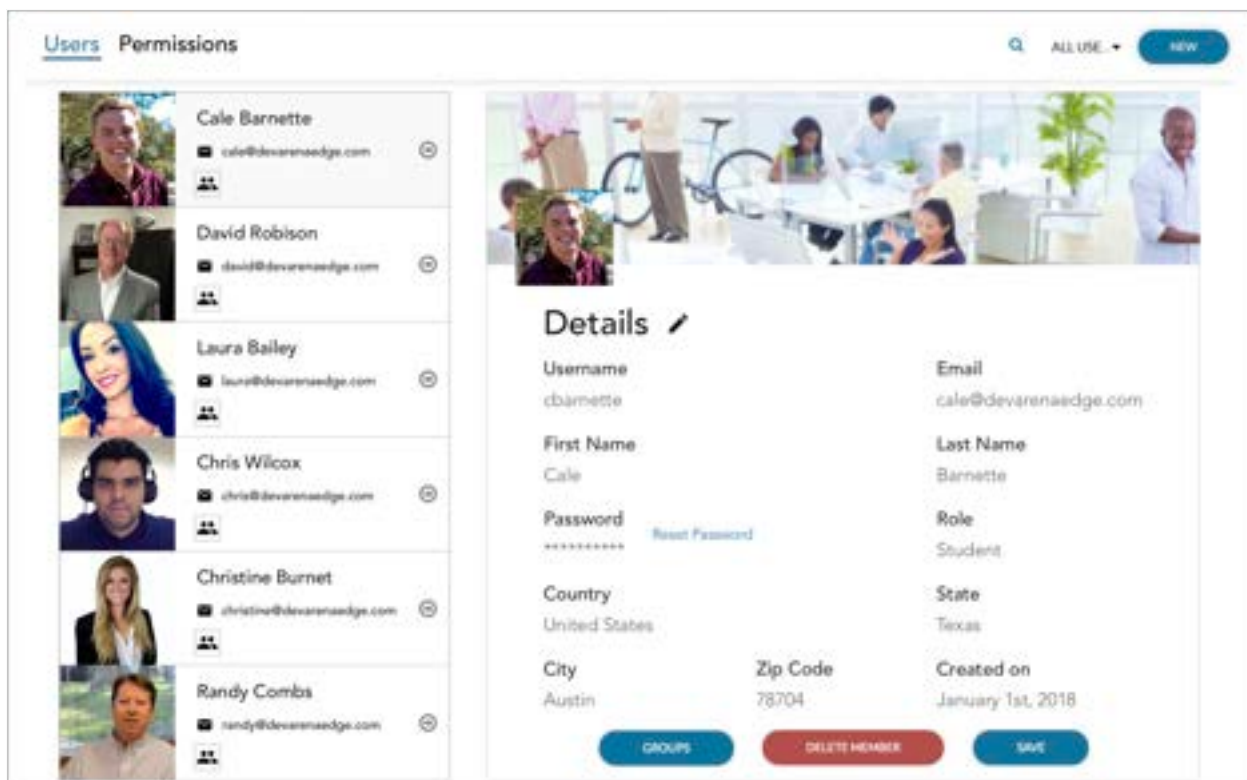 Users Permissions ALL USE.. NEW
Cale Barnette
cale@devarenaedge.com
David Robison
david@devarenaedge.com
Laura Bailey
laura@devarenaedge.com
Chris Wilcox
chris@devarenaedge.com
Christine Burnet
christine@devarenaedge.com
Randy Combs
randy@devarenaedge.com
Details
Username Email
cbarnette cale@devarenaedge.com
First Name Last Name
Cale Barnette
Password Reset Password Role
********** Student
Country State
United States Texas
City Zip Code Created on
Austin 78704 January 1st, 2018
GROUPS DELETE MEMBER SAVE